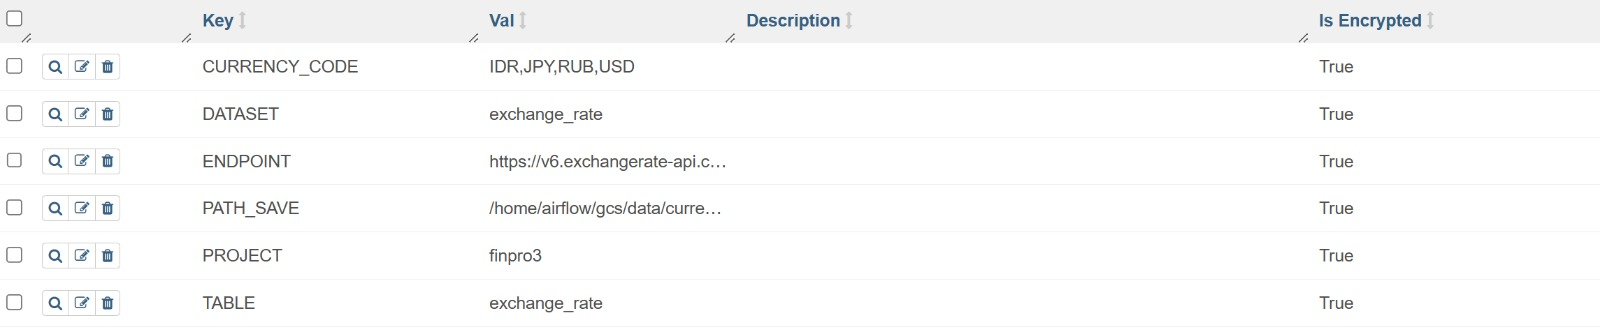 Key Val Description Is Encrypted
CURRENCY_CODE IDR,JPY,RUB,USD True
DATASET exchange_rate True
ENDPOINT https://v6.exchangerate-api.c... True
PATH_SAVE /home/airflow/gcs/data/curre... True
PROJECT finpro3 True
TABLE exchange_rate True